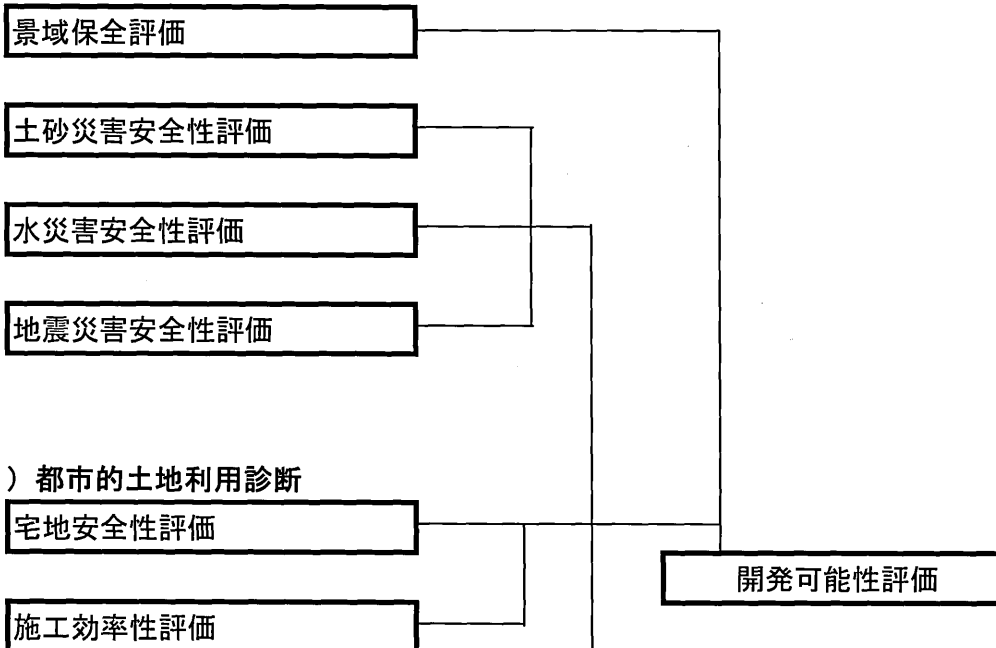 景域保全評価
土砂災害安全性評価
水災害安全性評価
地震災害安全性評価
）都市的土地利用診断
宅地安全性評価
開発可能性評価
施工効率性評価